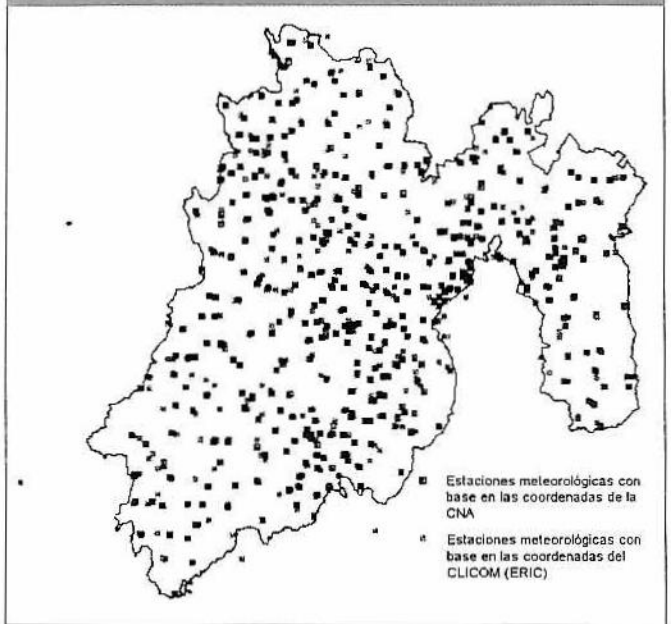 Estaciones meteorológicas con
base en las coordenadas de la
CNA
Estaciones meteorológicas con
base en las coordenadas del
CLICOM (ERIC)